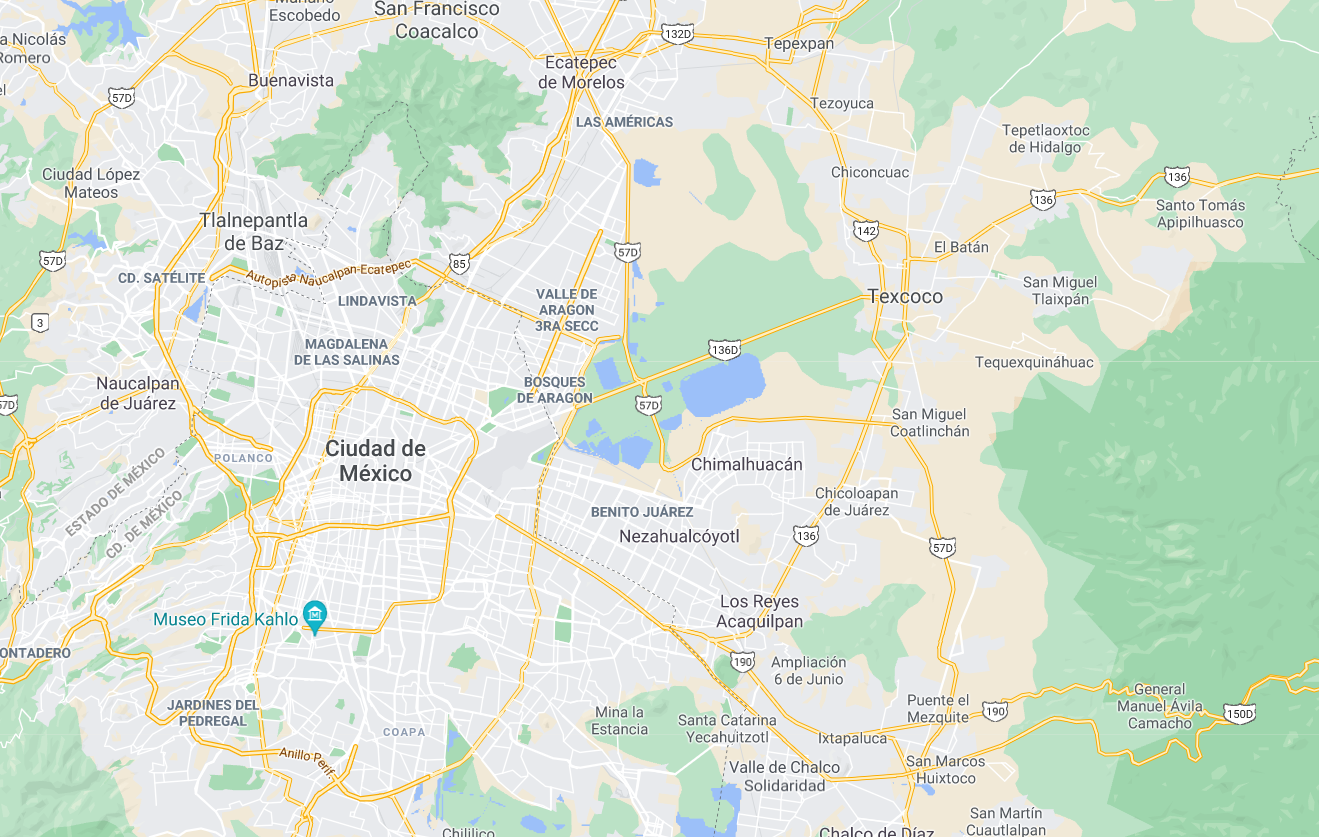 Mariano
Escobedo
San Francisco
Coacalco
132D
Tepexpan
a Nicolás
Romero
Buenavista
Ecatepec
de Morelos
57D
LAS AMÉRICAS
Tezoyuca
Tepetlaoxtoc
de Hidalgo
Ciudad López
Mateos
Chiconcuac
136
136
Santo Tomás
Apipilhuasco
Tlalnepantla
de Baz
142
El Batán
57D
57D
85
CD. SATÉLITE
Autopista Naucalpan-Ecatepec
LINDAVISTA
VALLE DE
ARAGON
3RA SECC
Texcoco
San Miguel
Tlaixpán
3
MAGDALENA
DE LAS SALINAS
136D
Tequexquináhuac
Naucalpan
de Juárez
BOSQUES
DE ARAGON
57D
57D
San Miguel
Coatlinchán
Ciudad de
México
POLANCO
Chimalhuacán
ESTADO DE MÉXICO
CD. DE MÉXICO
Chicoloapan
de Juárez
BENITO JUÁREZ
Nezahualcóyotl
136
57D
Museo Frida Kahlo
Los Reyes
Acaquilpan
ONTADERO
190
Ampliación
6 de Junio
JARDINES DEL
PEDREGAL
Mina la
Estancia
Santa Catarina
Yecahuitzotl
Puente el
Mezquite
190
General
Manuel Ávila
Camacho
150D
COAPA
Ixtapaluca
Anillo Perif.
Valle de Chalco
Solidaridad
San Marcos
Huixtoco
San Martín
Cuautlalpan
Chililico
Chalco de Díaz